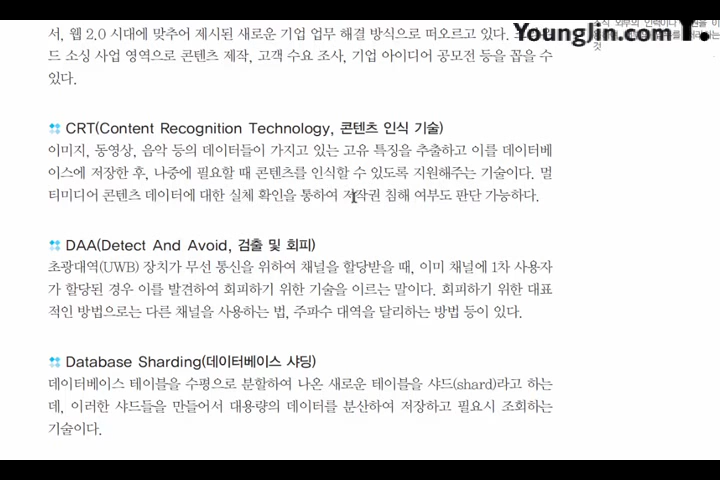 서, 웹 2.0 시대에 맞추어 제시된 새로운 기업 업무 해결 방식으로 떠오르고 있다.
드 소싱 사업 영역으로 콘텐츠 제작, 고객 수요 조사, 기업 아이디어 공모전 등을 꼽을 수
있다.
YoungJin.com Y.
것
CRT(Content Recognition Technology, 콘텐츠 인식 기술)
이미지, 동영상, 음악 등의 데이터들이 가지고 있는 고유 특징을 추출하고 이를 데이터베
이스에 저장한 후, 나중에 필요할 때 콘텐츠를 인식할 수 있도록 지원해주는 기술이다. 멀
티미디어 콘텐츠 데이터에 대한 실체 확인을 통하여 저작권 침해 여부도 판단 가능하다.
DAA(Detect And Avoid, 검출 및 회피)
초광대역(UWB) 장치가 무선 통신을 위하여 채널을 할당받을 때, 이미 채널에 1차 사용자
가 할당된 경우 이를 발견하여 회피하기 위한 기술을 이르는 말이다. 회피하기 위한 대표
적인 방법으로는 다른 채널을 사용하는 법, 주파수 대역을 달리하는 방법 등이 있다.
Database Sharding(데이터베이스 샤딩)
데이터베이스 테이블을 수평으로 분할하여 나온 새로운 테이블을 샤드(shard)라고 하는
데, 이러한 샤드들을 만들어서 대용량의 데이터를 분산하여 저장하고 필요시 조회하는
기술이다.